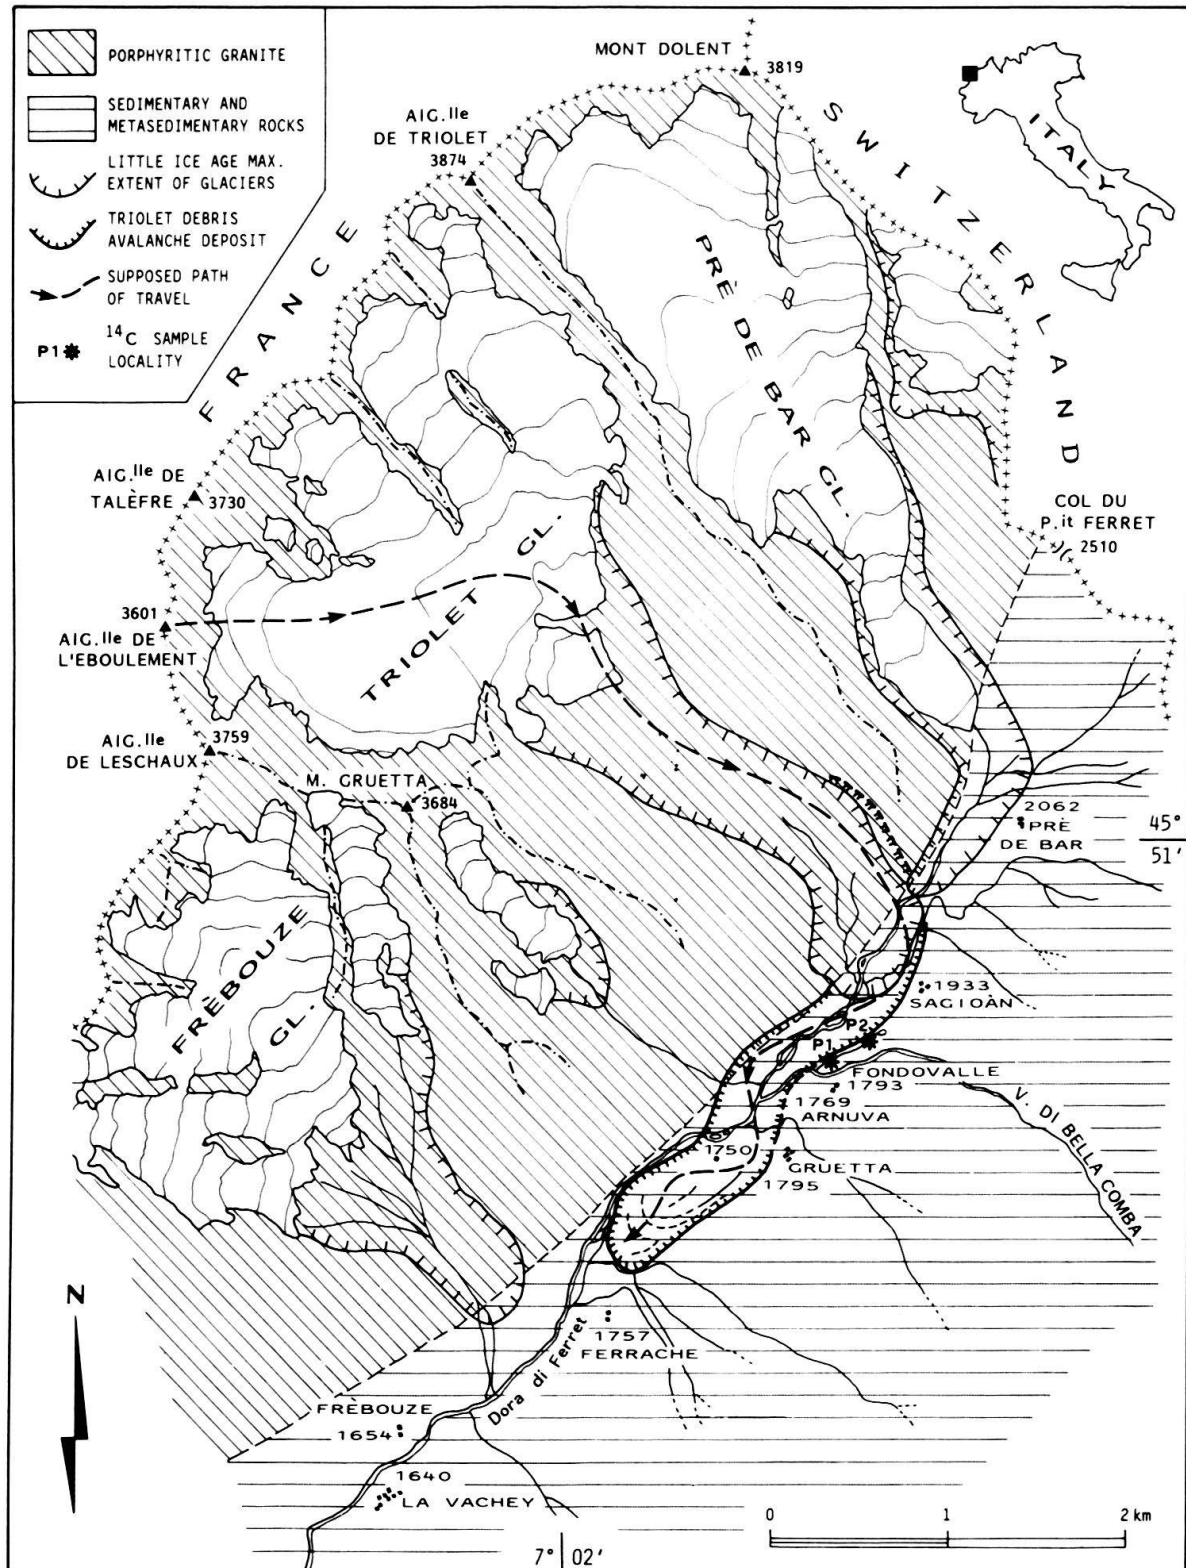 PORPHYRITIC GRANITE
SEDIMENTARY AND
METASEDIMENTARY ROCKS
LITTLE ICE AGE MAX.
EXTENT OF GLACIERS
TRIOLET DEBRIS
AVALANCHE DEPOSIT
SUPPOSED PATH
OF TRAVEL
P1 14C SAMPLE
LOCALITY
MONT DOLENT
3819
AIG.lle
DE TRIOLET
3874
SWITZERLAND
ITALY
FRANCE
PRÈ DE BAR GL.
AIG.lle DE
TALÈFRE
3730
COL DU
P.it FERRET
2510
3601
AIG.lle DE
L'EBOULEMENT
TRIOLET GL.
3759
AIG.lle
DE LESCHAUX
M. GRUETTA
3684
2062
PRÈ
DE BAR
45°
51'
FRÈBOUZE
GL.
1933
SAGIOÀN
P2
P1
FONDOVALLE
1793
1769
ARNUVA
V. DI BELLA COMBA
1750
GRUETTA
1795
N
1757
FERRACHE
Dora di Ferret
FRÈBOUZE
1654
1640
LA VACHEY
0 1 2 km
7° 02'